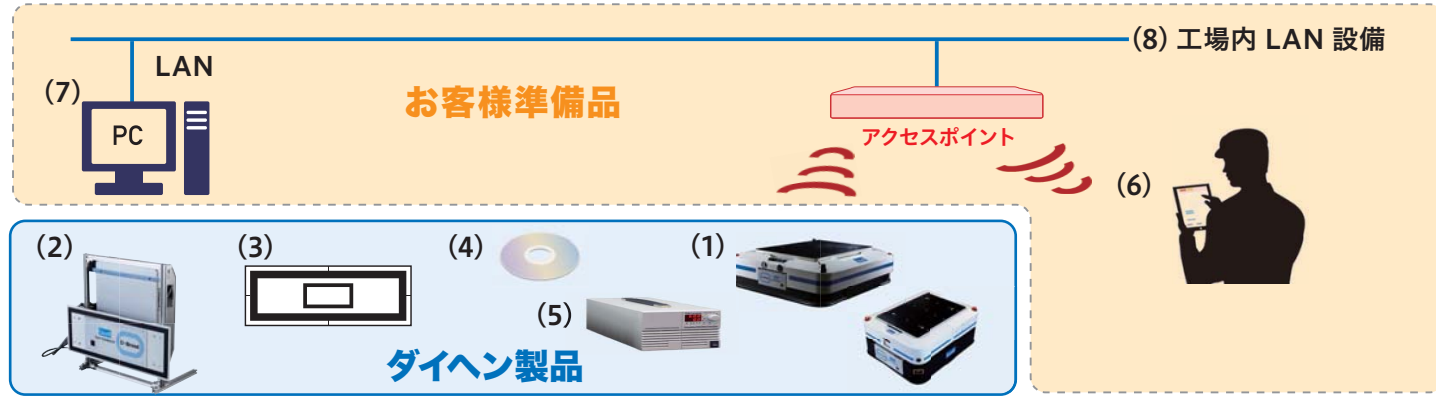 (8) 工場内 LAN 設備
LAN
(7)
お客様準備品
PC
アクセスポイント
(6)
(2)
(3)
(4)
(1)
(5)
ダイヘン製品